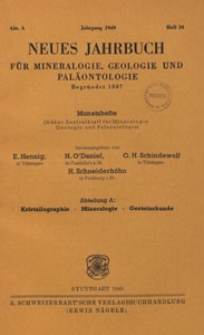 Abt. A Jahrgang 1949 Heft
NEUES JAHRBUCH
FÜR MINERALOGIE, GEOLOGIE UND
PALÄONTOLOGIE
Begründet 1807
Monatshefte
(früher Zentralblatt für Mineralogie
Geologie und Palaeontologie)
herausgegeben von
E. Hennig, H. O'Daniel, O. H. Schindewolf
in Tübingen in Frankfurt a. M. in Tübingen
H. Schneiderhöhn
in Freiburg i. Br.
Abteilung A:
Kristallographie - Mineralogie - Gesteinskunde
STUTTGART 1949
E. SCHWEIZERBART'SCHE VERLAGSBUCHHANDLUNG
(ERWIN NÄGELE)